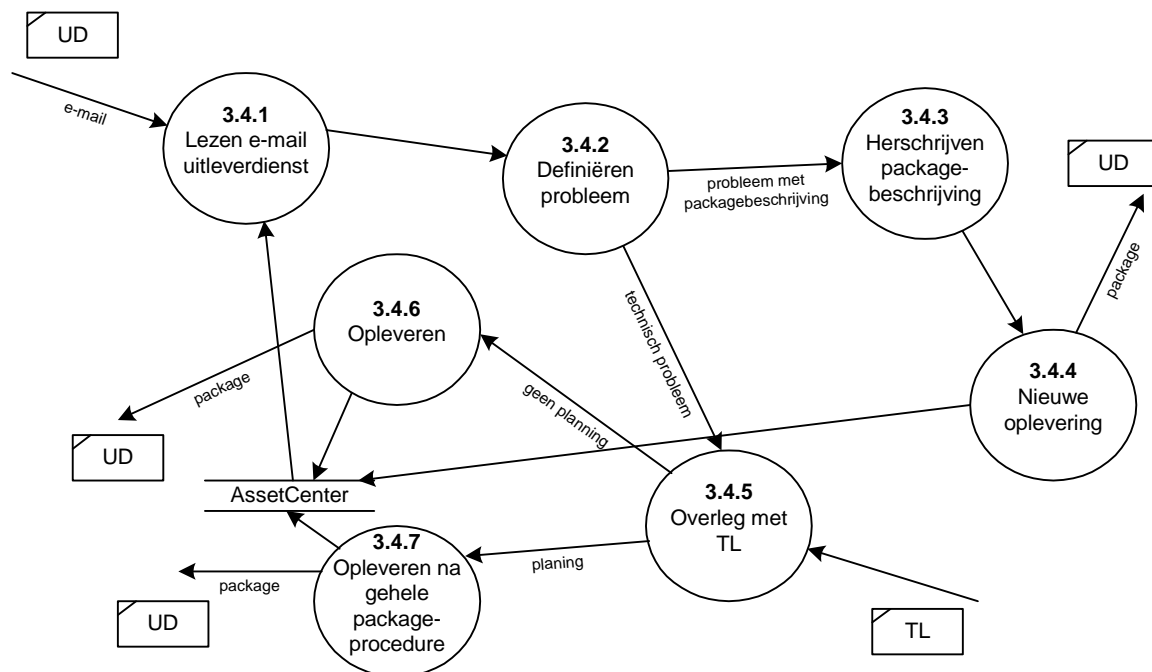 UD
e-mail
3.4.1
Lezen e-mail
uitleverdienst
3.4.2
Definiëren
probleem
probleem met
packagebeschrijving
3.4.3
Herschrijven
package-
beschrijving
UD
package
3.4.4
Nieuwe
oplevering
technisch probleem
3.4.6
Opleveren
package
UD
geen planning
AssetCenter
3.4.5
Overleg met
TL
planing
3.4.7
Opleveren na
gehele
package-
procedure
package
UD
TL